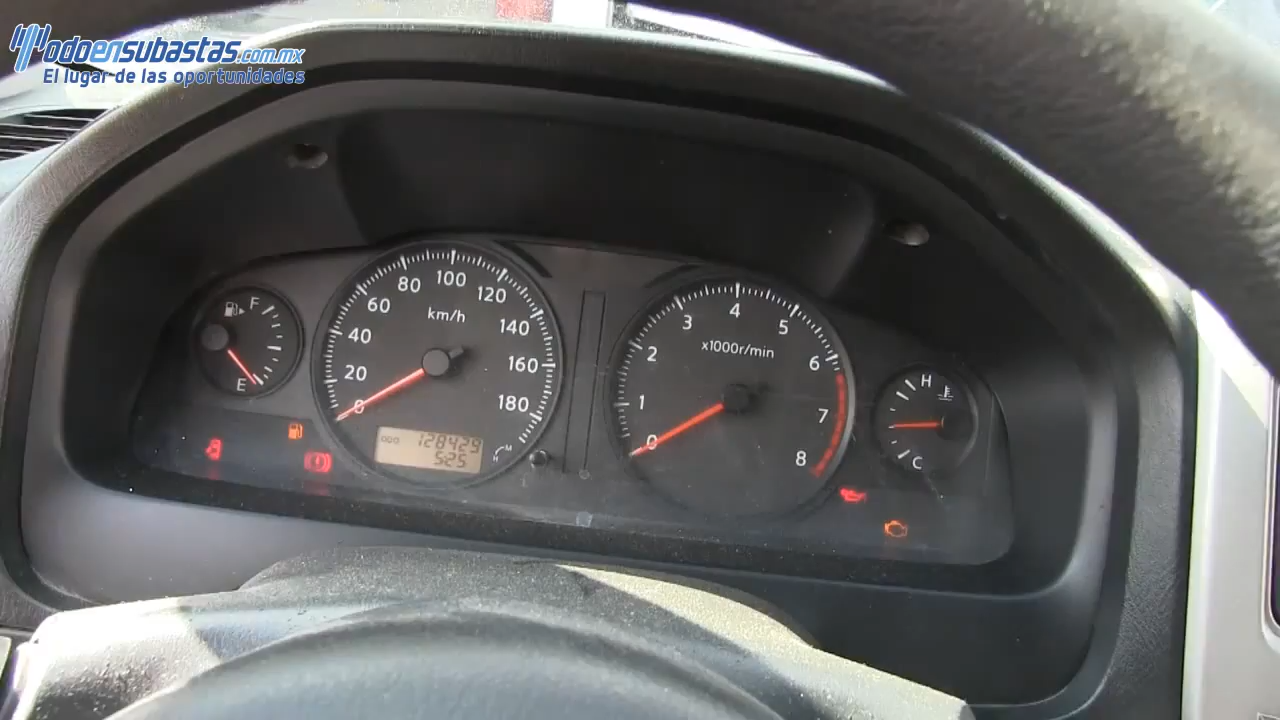 Todoensubastas.com.mx
El lugar de las oportunidades
F
E
0
20
40
60
80
100
120
140
160
180
km/h
ODO 128429
525
H M
0
1
2
3
4
5
6
7
8
x1000r/min
H
C